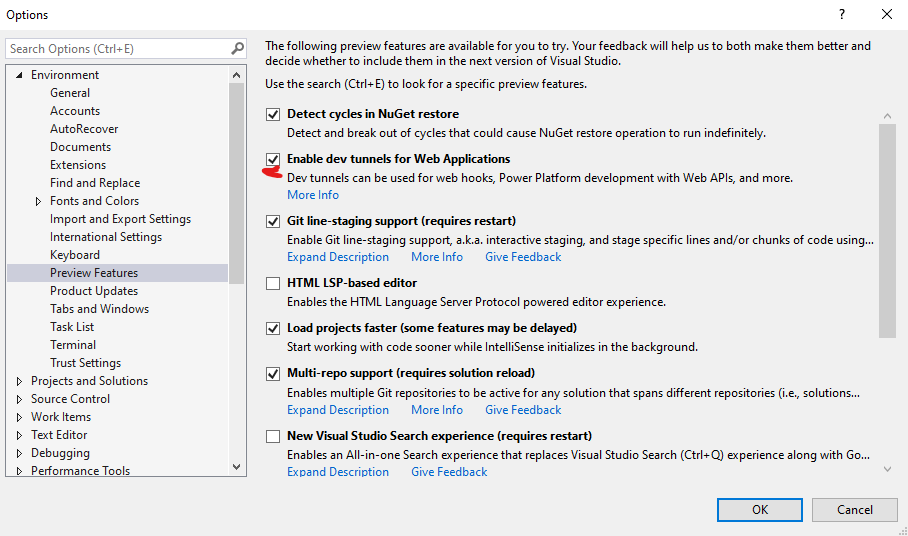 Options
?
Search Options (Ctrl+E)
Environment
General
Accounts
AutoRecover
Documents
Extensions
Find and Replace
Fonts and Colors
Import and Export Settings
International Settings
Keyboard
Preview Features
Product Updates
Tabs and Windows
Task List
Terminal
Trust Settings
Projects and Solutions
Source Control
Work Items
Text Editor
Debugging
Performance Tools
The following preview features are available for you to try. Your feedback will help us to both make them better and
decide whether to include them in the next version of Visual Studio.
Use the search (Ctrl+E) to look for a specific preview features.
Detect cycles in NuGet restore
Detect and break out of cycles that could cause NuGet restore operation to run indefinitely.
Enable dev tunnels for Web Applications
Dev tunnels can be used for web hooks, Power Platform development with Web APIs, and more.
More Info
Git line-staging support (requires restart)
Enable Git line-staging support, a.k.a. interactive staging, and stage specific lines and/or chunks of code using...
Expand Description More Info Give Feedback
HTML LSP-based editor
Enables the HTML Language Server Protocol powered editor experience.
Load projects faster (some features may be delayed)
Start working with code sooner while IntelliSense initializes in the background.
Multi-repo support (requires solution reload)
Enables multiple Git repositories to be active for any solution that spans different repositories (i.e., solutions...
Expand Description More Info Give Feedback
New Visual Studio Search experience (requires restart)
Enables an All-in-one Search experience that replaces Visual Studio Search (Ctrl+Q) experience along with Go...
Expand Description Give Feedback
OK Cancel